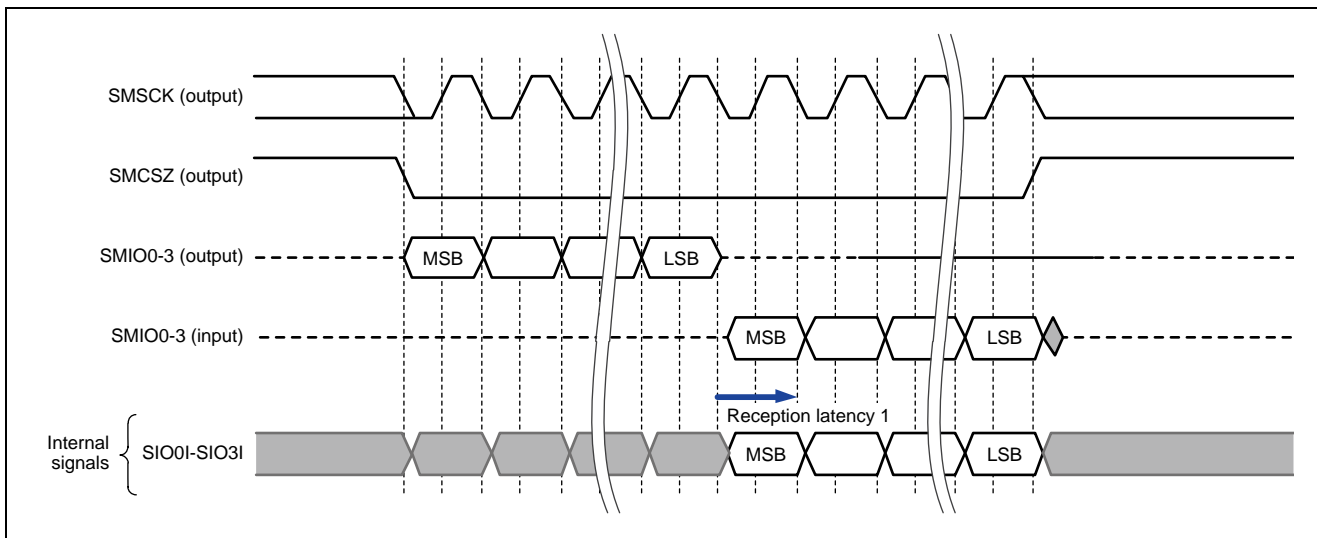 SMSCK (output)
SMCSZ (output)
SMIO0-3 (output)
MSB
LSB
SMIO0-3 (input)
MSB
LSB
Reception latency 1
Internal
signals
SIO0I-SIO3I
MSB
LSB